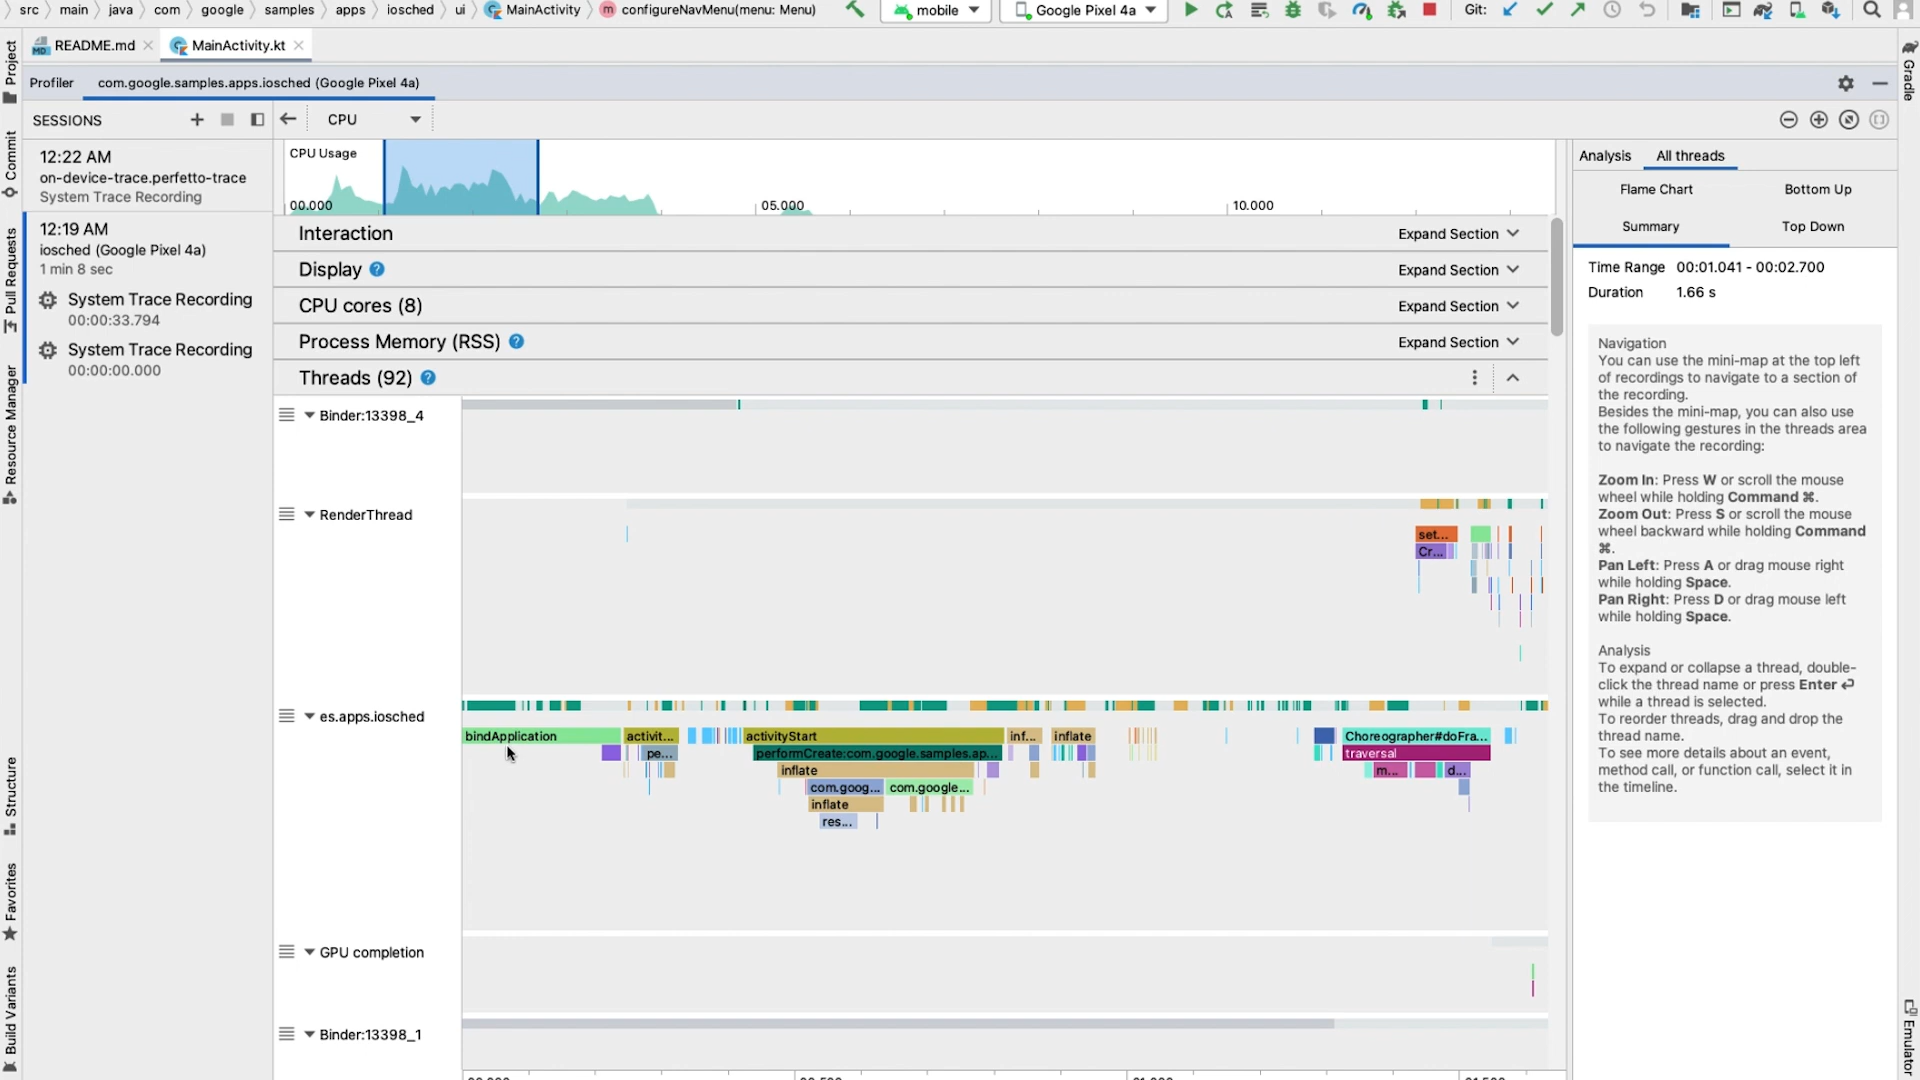 src main java com google samples apps iosched ui MainActivity configureNavMenu(menu: Menu) mobile Google Pixel 4a Git:
README.md MainActivity.kt
Profiler com.google.samples.apps.iosched (Google Pixel 4a)
SESSIONS CPU
12:22 AM
on-device-trace.perfetto-trace
System Trace Recording
12:19 AM
iosched (Google Pixel 4a)
1 min 8 sec
System Trace Recording
00:00:33.794
System Trace Recording
00:00:00.000
Project
Commit
Pull Requests
Resource Manager
Structure
Favorites
Build Variants
CPU Usage
00.000 05.000 10.000
Interaction Expand Section
Display Expand Section
CPU cores (8) Expand Section
Process Memory (RSS) Expand Section
Threads (92)
Binder:13398_4
RenderThread
set...
Cr...
es.apps.iosched
bindApplication activit... activityStart inf... inflate Choreographer#doFra...
pe... performCreate:com.google.samples.ap... traversal
inflate m... d...
com.goog... com.google...
inflate
res...
GPU completion
Binder:13398_1
Analysis All threads
Flame Chart Bottom Up
Summary Top Down
Time Range 00:01.041 - 00:02.700
Duration 1.66 s
Navigation
You can use the mini-map at the top left
of recordings to navigate to a section of
the recording.
Besides the mini-map, you can also use
the following gestures in the threads area
to navigate the recording:
Zoom In: Press W or scroll the mouse
wheel while holding Command ⌘.
Zoom Out: Press S or scroll the mouse
wheel backward while holding Command
⌘.
Pan Left: Press A or drag mouse right
while holding Space.
Pan Right: Press D or drag mouse left
while holding Space.
Analysis
To expand or collapse a thread, double-
click the thread name or press Enter ↩
while a thread is selected.
To reorder threads, drag and drop the
thread name.
To see more details about an event,
method call, or function call, select it in
the timeline.
Gradle
Emulator